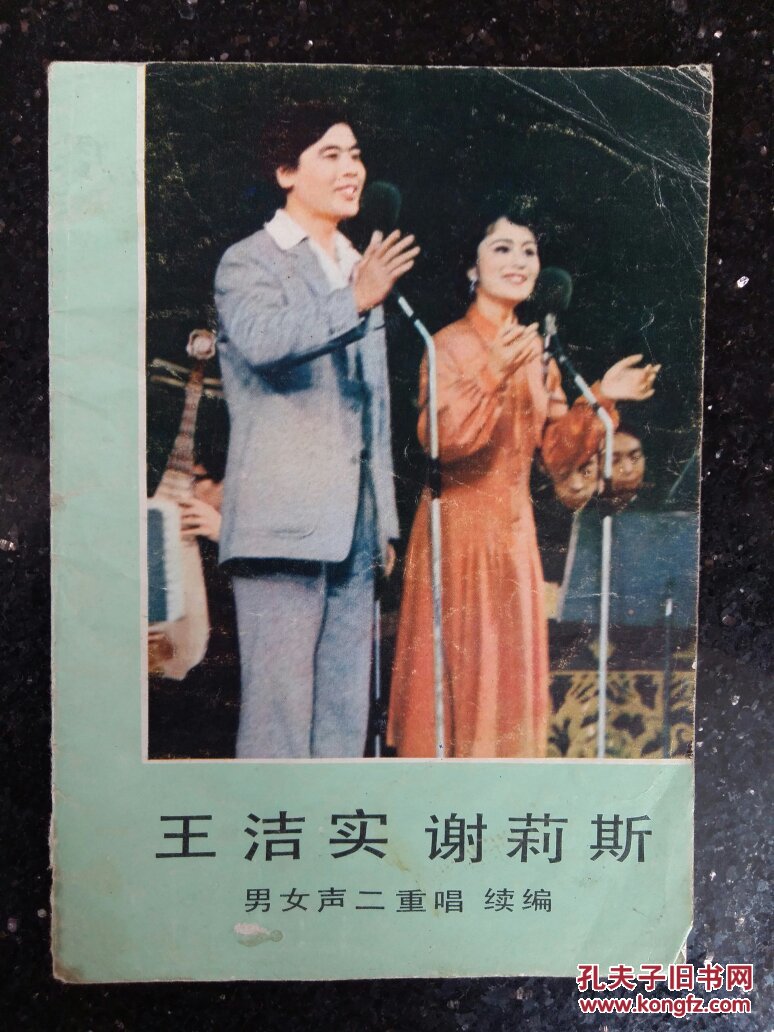 王洁实 谢莉斯
男女声二重唱 续编
孔夫子旧书网
www.kongfz.com